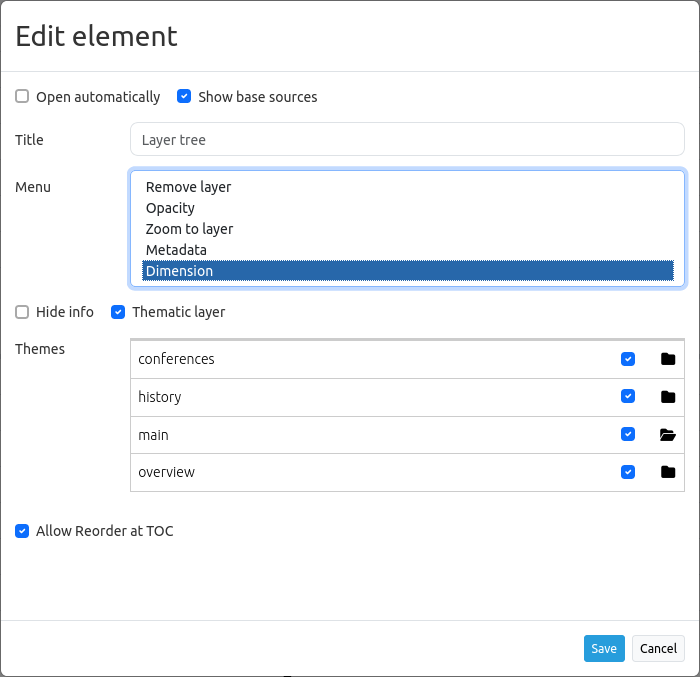 Edit element
Open automatically
Show base sources
Title
Layer tree
Menu
Remove layer
Opacity
Zoom to layer
Metadata
Dimension
Hide info
Thematic layer
Themes
conferences
history
main
overview
Allow Reorder at TOC
Save
Cancel